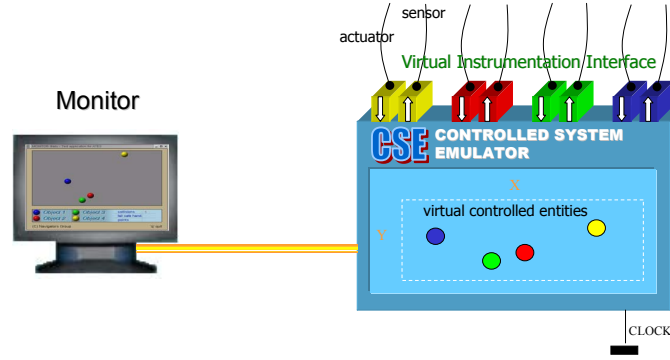 sensor
actuator
Virtual Instrumentation Interface
Monitor
CSE CONTROLLED SYSTEM
EMULATOR
X
virtual controlled entities
Y
CLOCK